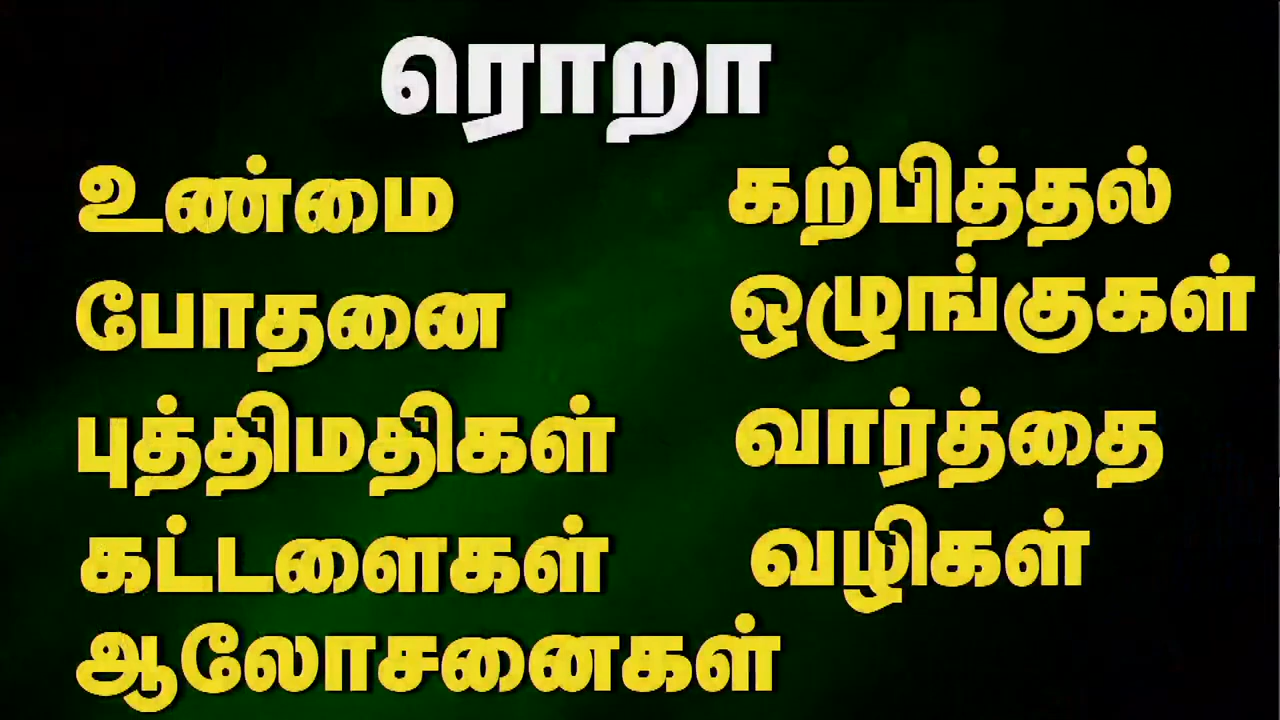 ரொறா
உண்மை
போதனை
புத்திமதிகள்
கட்டளைகள்
ஆலோசனைகள்
கற்பித்தல்
ஒழுங்குகள்
வார்த்தை
வழிகள்